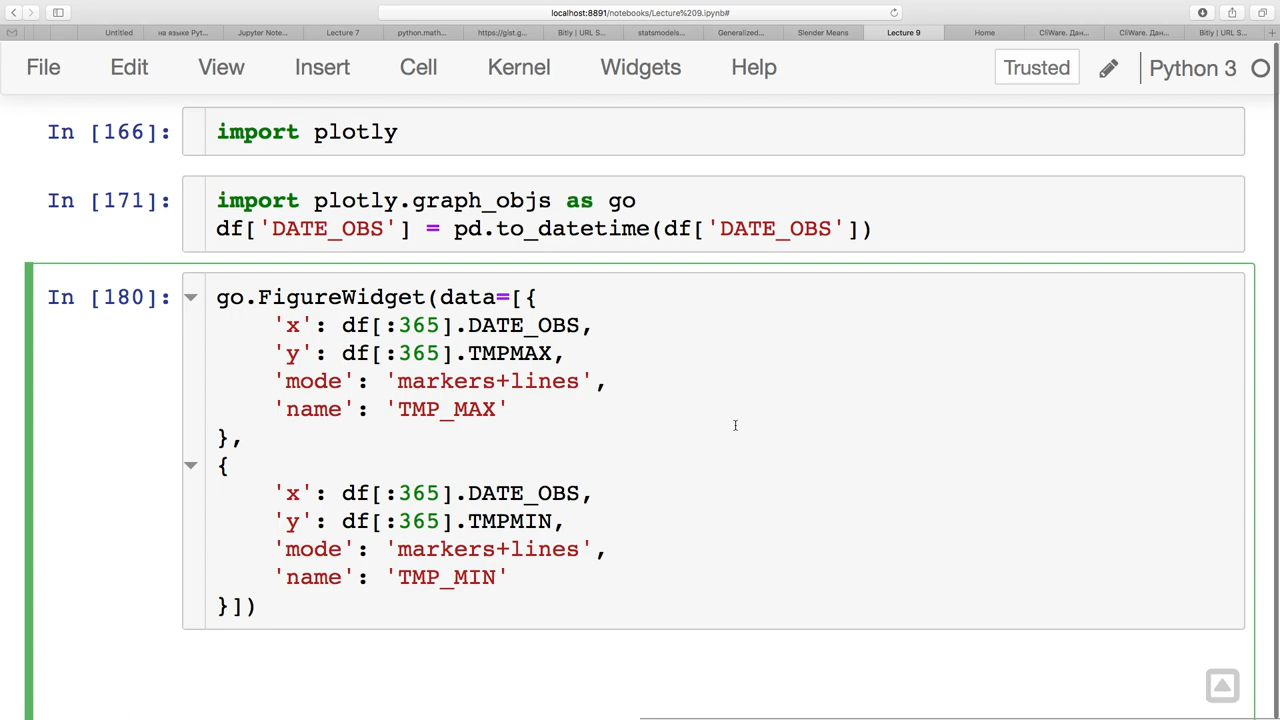 localhost:8891/notebooks/Lecture%209.ipynb#
Untitled
на языке Pyt...
Jupyter Note...
Lecture 7
python.math...
https://gist.g...
Bitly | URL S...
statsmodels...
Generalized...
Slender Means
Lecture 9
Home
CliWare. Дан...
CliWare. Дан...
Bitly | URL S...
File Edit View Insert Cell Kernel Widgets Help Trusted Python 3
In [166]: import plotly
In [171]: import plotly.graph_objs as go
df['DATE_OBS'] = pd.to_datetime(df['DATE_OBS'])
In [180]: go.FigureWidget(data=[{
'x': df[:365].DATE_OBS,
'y': df[:365].TMPMAX,
'mode': 'markers+lines',
'name': 'TMP_MAX'
},
{
'x': df[:365].DATE_OBS,
'y': df[:365].TMPMIN,
'mode': 'markers+lines',
'name': 'TMP_MIN'
}])